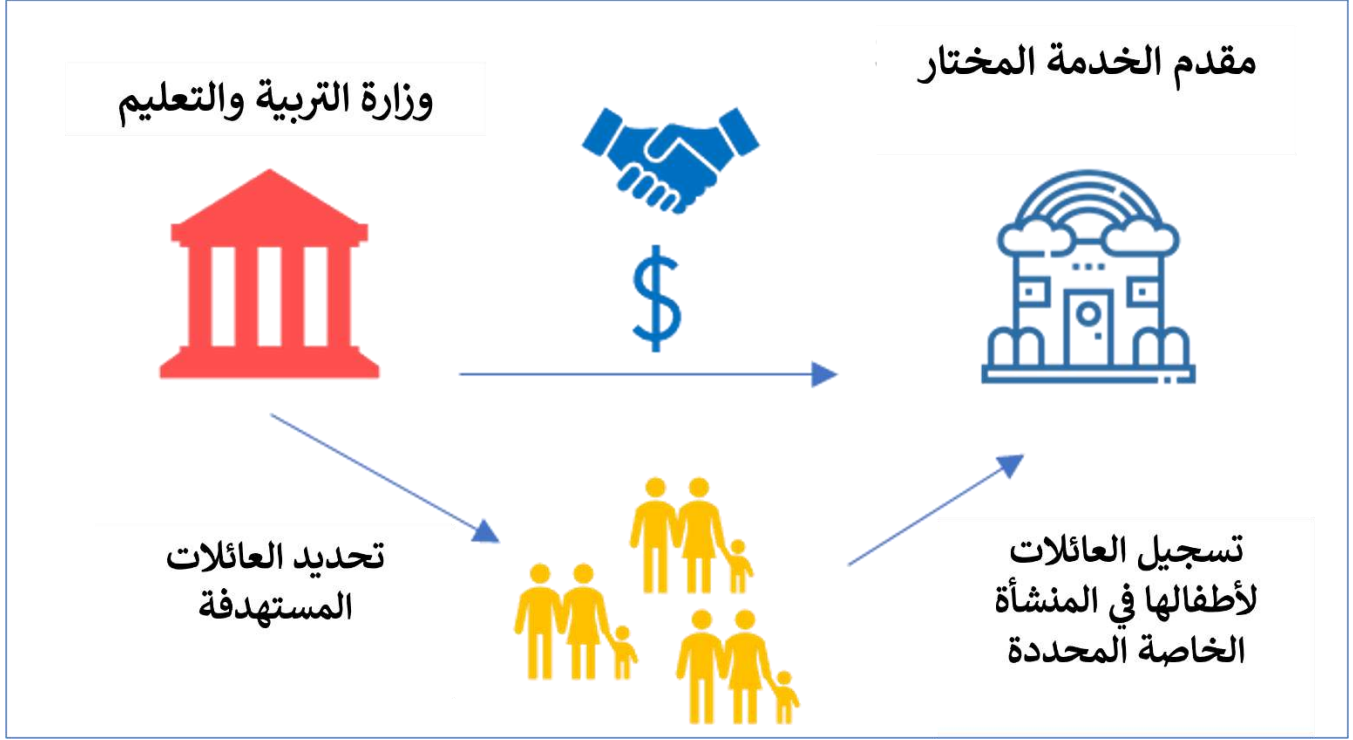 مقدم الخدمة المختار
وزارة التربية والتعليم
$
تحديد العائلات
المستهدفة
تسجيل العائلات
لأطفالها في المنشأة
الخاصة المحددة